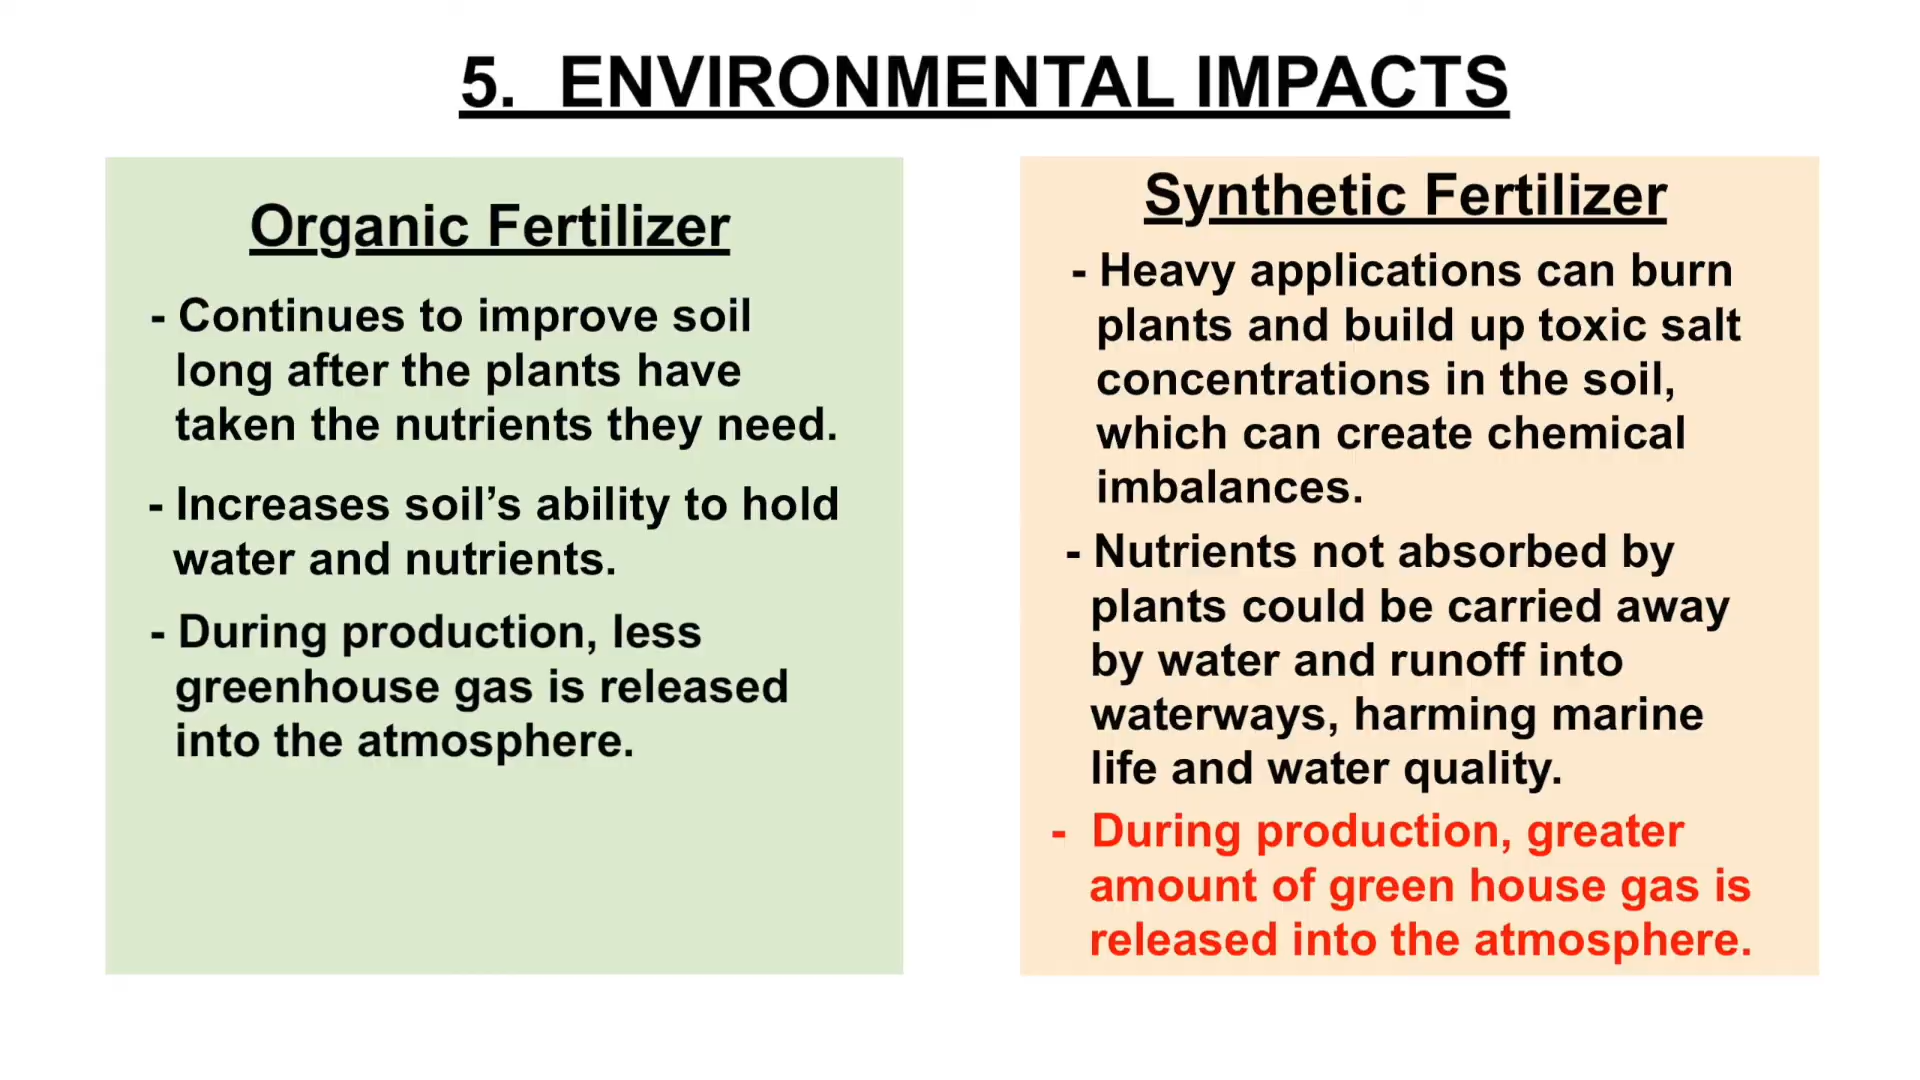 5. ENVIRONMENTAL IMPACTS
Organic Fertilizer
- Continues to improve soil
long after the plants have
taken the nutrients they need.
- Increases soil’s ability to hold
water and nutrients.
- During production, less
greenhouse gas is released
into the atmosphere.
Synthetic Fertilizer
- Heavy applications can burn
plants and build up toxic salt
concentrations in the soil,
which can create chemical
imbalances.
- Nutrients not absorbed by
plants could be carried away
by water and runoff into
waterways, harming marine
life and water quality.
- During production, greater
amount of green house gas is
released into the atmosphere.